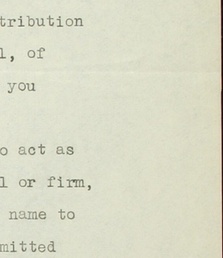 tribution
l, of
you
o act as
l or firm,
name to
mitted